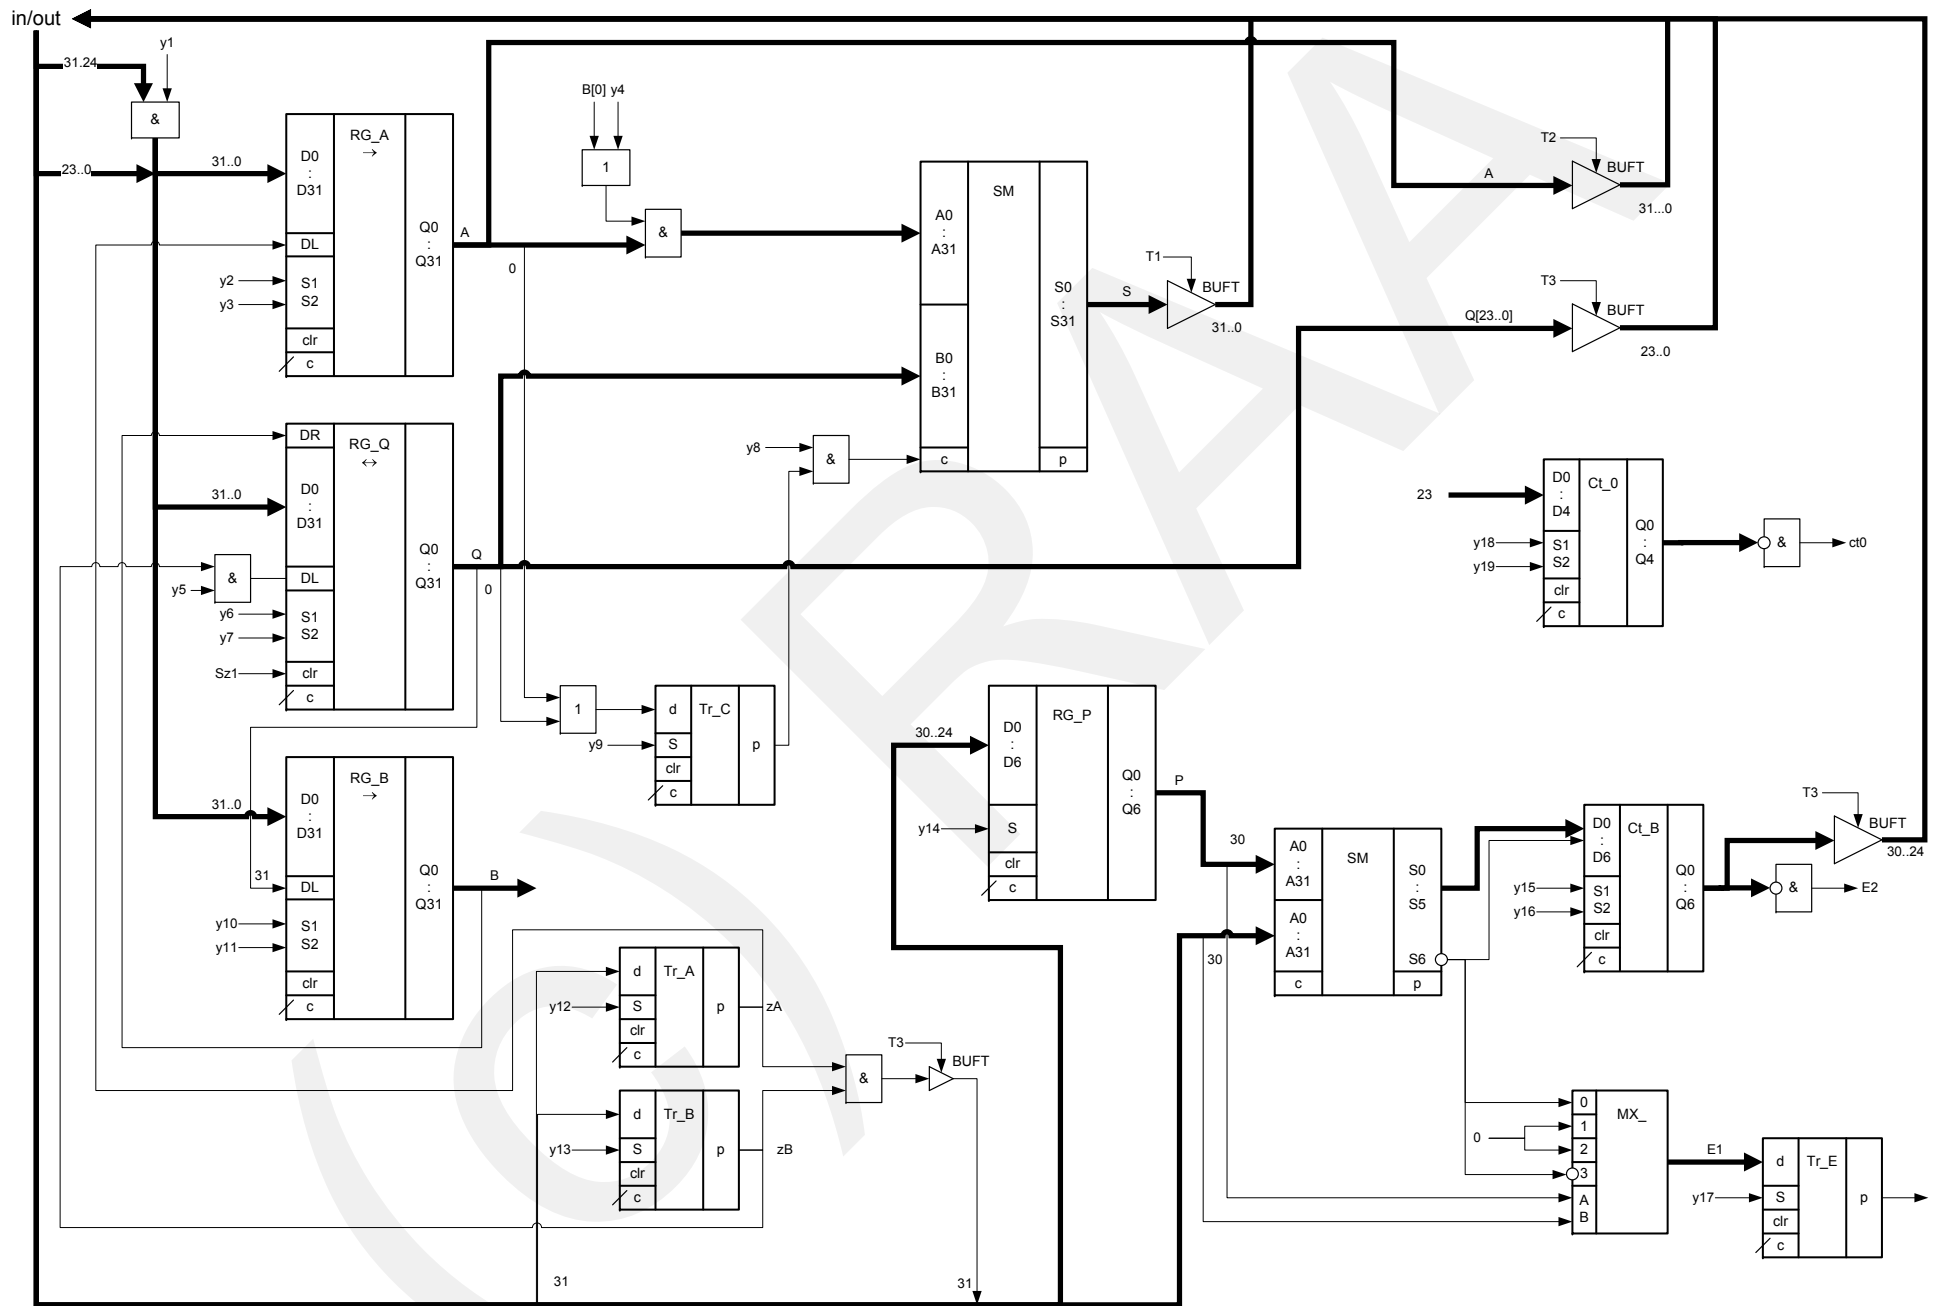 in/out
y1
31.24
&
23..0
31..0
D0
:
D31
RG_A
→
Q0
:
Q31
DL
y2
y3
S1
S2
clr
c
A
0
B[0] y4
1
&
A0
:
A31
SM
B0
:
B31
S0
:
S31
c
p
S
T1
BUFT
31..0
T2
BUFT
A
31...0
T3
BUFT
Q[23..0]
23..0
DR
RG_Q
↔
31..0
D0
:
D31
Q0
:
Q31
Q
0
&
y5
DL
y6
y7
S1
S2
Sz1
clr
c
y8
&
23
D0
:
D4
Ct_0
Q0
:
Q4
y18
y19
S1
S2
clr
c
&
ct0
1
y9
d
Tr_C
S
clr
c
p
31..0
D0
:
D31
RG_B
→
Q0
:
Q31
31
DL
y10
y11
S1
S2
clr
c
B
30..24
D0
:
D6
RG_P
Q0
:
Q6
y14
S
clr
c
P
30
30
A0
:
A31
A0
:
A31
SM
S0
:
S5
S6
c
p
D0
:
D6
Ct_B
Q0
:
Q6
y15
y16
S1
S2
clr
c
T3
BUFT
30..24
&
E2
d
Tr_A
y12
S
clr
c
p
zA
d
Tr_B
y13
S
clr
c
p
zB
&
T3
BUFT
0
0
1
2
3
A
B
MX_
E1
d
Tr_E
y17
S
clr
c
p
31
31
(c) RAA